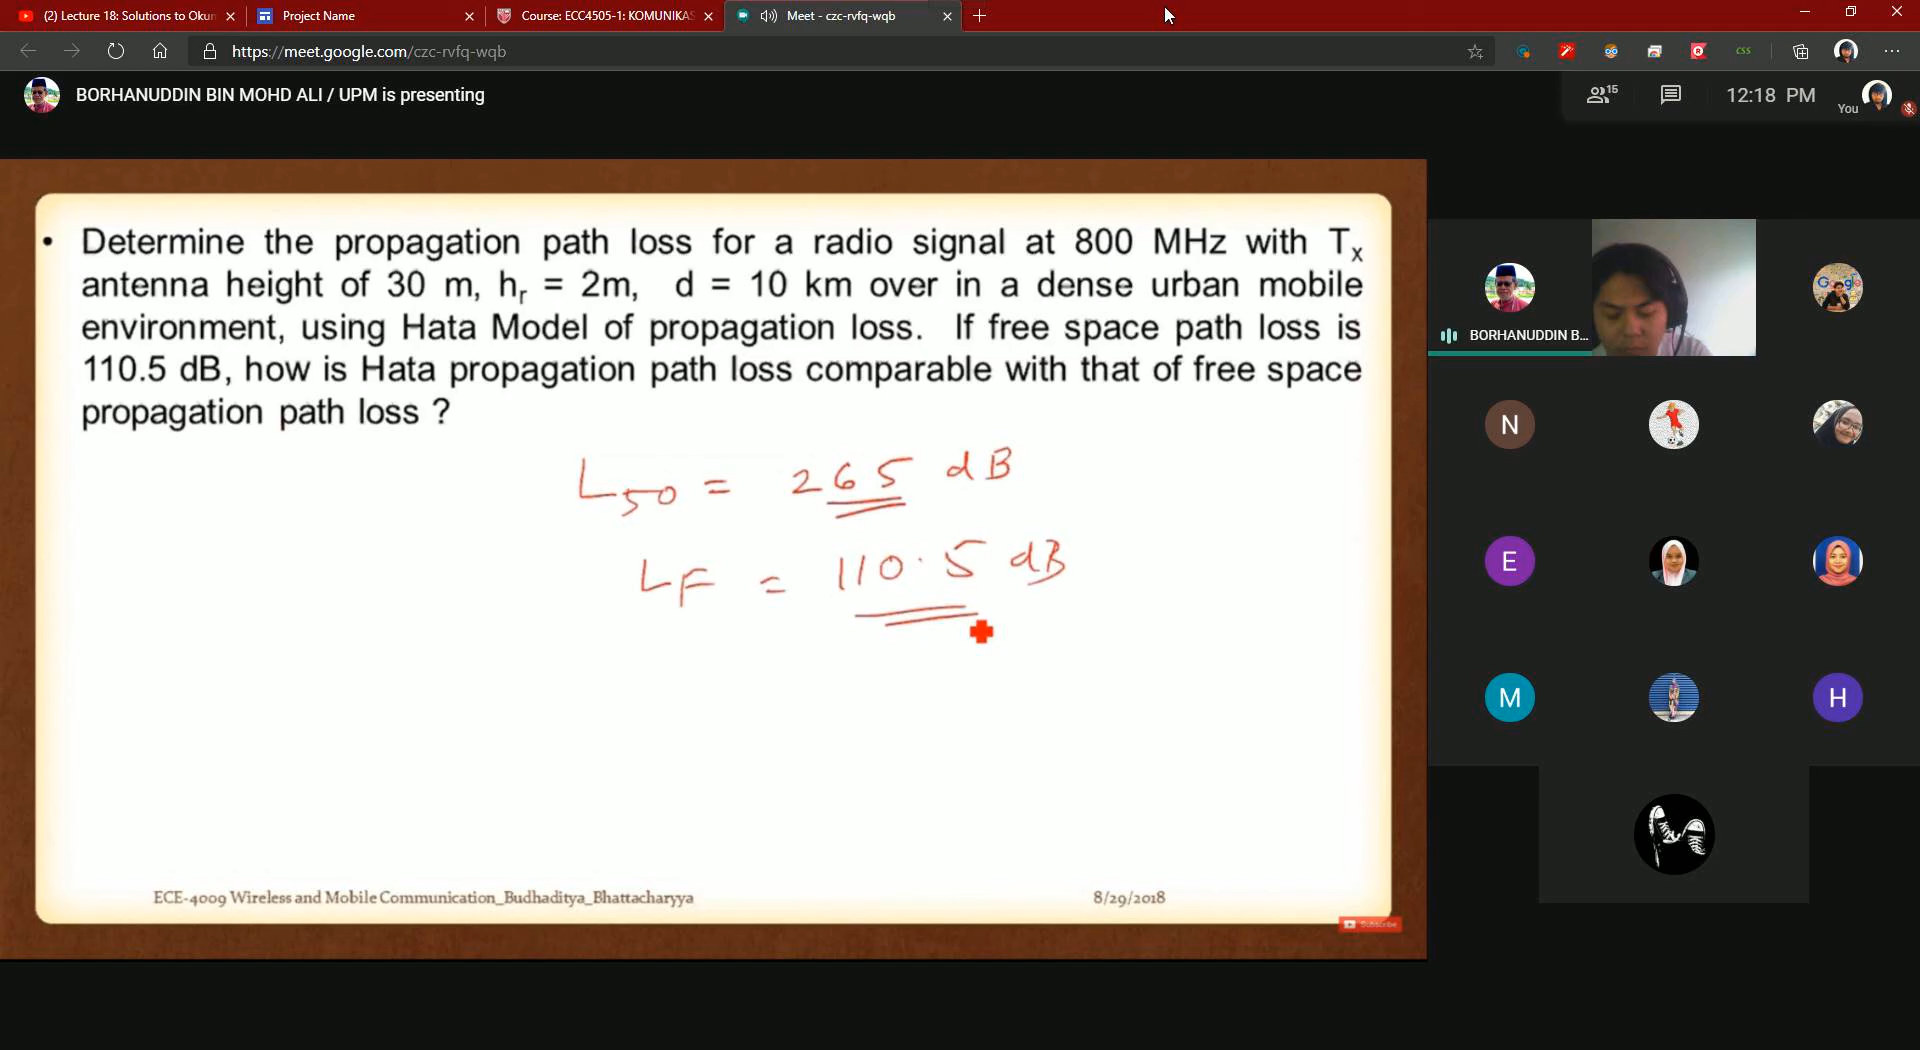 (2) Lecture 18: Solutions to Okun
Project Name
Course: ECC4505-1: KOMUNIKAS
Meet - czc-rvfq-wqb
https://meet.google.com/czc-rvfq-wqb
CSS
BORHANUDDIN BIN MOHD ALI / UPM is presenting
15
12:18 PM
You
• Determine the propagation path loss for a radio signal at 800 MHz with Tx
antenna height of 30 m, hr = 2m, d = 10 km over in a dense urban mobile
environment, using Hata Model of propagation loss. If free space path loss is
110.5 dB, how is Hata propagation path loss comparable with that of free space
propagation path loss ?
L50 = 265 dB
LF = 110.5 dB
ECE-4009 Wireless and Mobile Communication_Budhaditya_Bhattacharyya
8/29/2018
Subscribe
BORHANUDDIN B...
Google
N
E
M
H